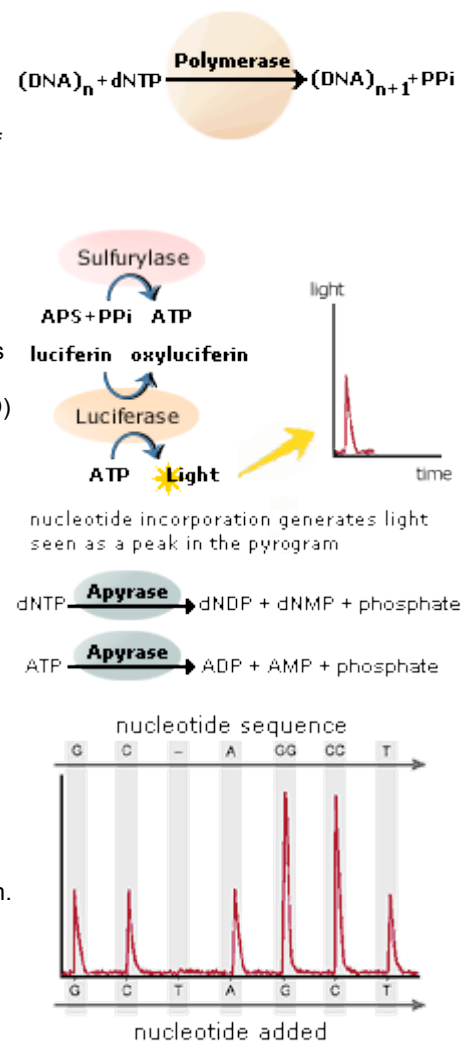 Polymerase
(DNA)n+dNTP (DNA)n+1+PPi
Sulfurylase
APS+PPi ATP
s luciferin oxyluciferin
)
Luciferase
ATP Light
light
time
nucleotide incorporation generates light
seen as a peak in the pyrogram
Apyrase
dNTP dNDP + dNMP + phosphate
Apyrase
ATP ADP + AMP + phosphate
nucleotide sequence
G C – A GG CC T
n.
G C T A G C T
nucleotide added